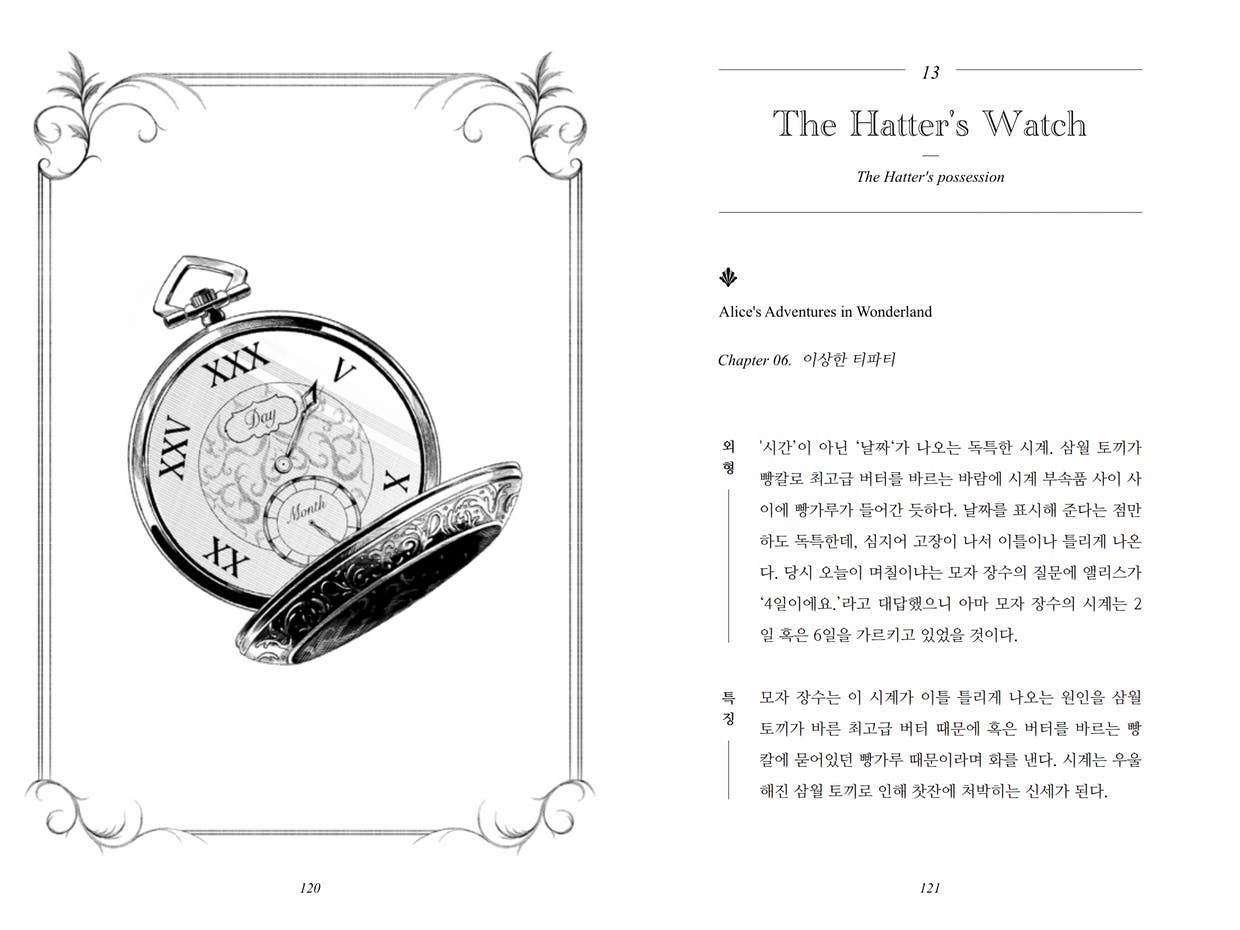 XXX
V
XXV
Day
X
Month
XX
120
13
The Hatter's Watch
The Hatter's possession
Alice's Adventures in Wonderland
Chapter 06. 이상한 티파티
외형
'시간’이 아닌 ‘날짜‘가 나오는 독특한 시계. 삼월 토끼가
빵칼로 최고급 버터를 바르는 바람에 시계 부속품 사이 사
이에 빵가루가 들어간 듯하다. 날짜를 표시해 준다는 점만
하도 독특한데, 심지어 고장이 나서 이틀이나 틀리게 나온
다. 당시 오늘이 며칠이냐는 모자 장수의 질문에 앨리스가
‘4일이에요.’라고 대답했으니 아마 모자 장수의 시계는 2
일 혹은 6일을 가르키고 있었을 것이다.
특징
모자 장수는 이 시계가 이틀 틀리게 나오는 원인을 삼월
토끼가 바른 최고급 버터 때문에 혹은 버터를 바르는 빵
칼에 묻어있던 빵가루 때문이라며 화를 낸다. 시계는 우울
해진 삼월 토끼로 인해 찻잔에 처박히는 신세가 된다.
121